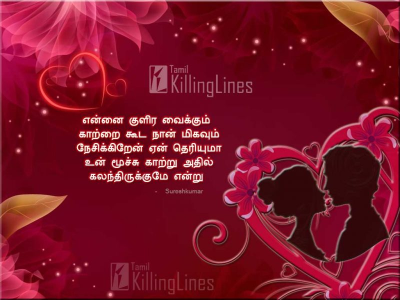 Tamil
KillingLines
என்னை குளிர வைக்கும்
காற்றை கூட நான் மிகவும்
நேசிக்கிறேன் ஏன் தெரியுமா
உன் மூச்சு காற்று அதில்
கலந்திருக்குமே என்று
- Sureshkumar
Tamil
KillingLines